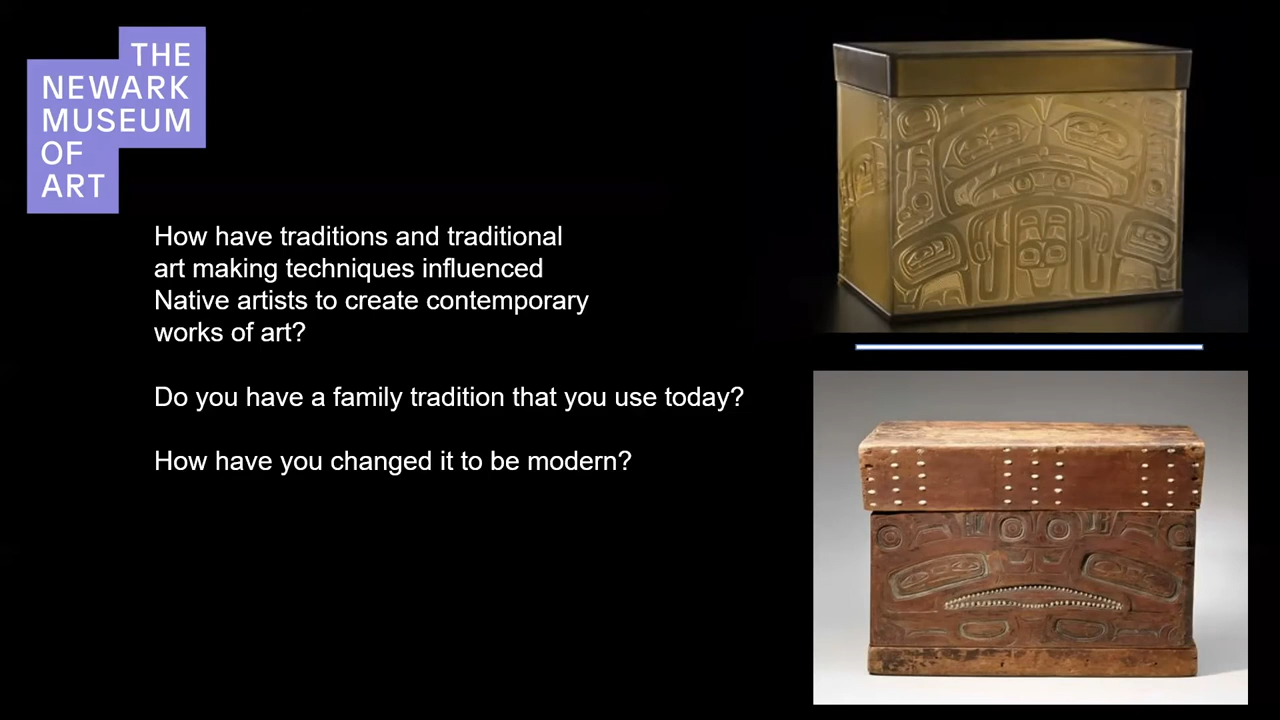 THE
NEWARK
MUSEUM
OF
ART
How have traditions and traditional
art making techniques influenced
Native artists to create contemporary
works of art?
Do you have a family tradition that you use today?
How have you changed it to be modern?